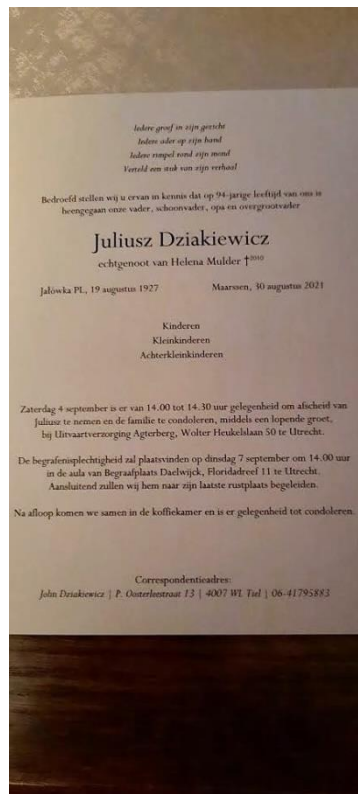 Iedere groef in zijn gezicht
Iedere ader op zijn hand
Iedere rimpel rond zijn mond
Verteld een stuk van zijn verhaal
Bedroefd stellen wij u ervan in kennis dat op 94-jarige leeftijd van ons is
heengegaan onze vader, schoonvader, opa en overgrootvader
Juliusz Dziakiewicz
echtgenoot van Helena Mulder †2010
Jalówka PL, 19 augustus 1927 Maarssen, 30 augustus 2021
Kinderen
Kleinkinderen
Achterkleinkinderen
Zaterdag 4 september is er van 14.00 tot 14.30 uur gelegenheid om afscheid van
Juliusz te nemen en de familie te condoleren, middels een lopende groet,
bij Uitvaartverzorging Agterberg, Wolter Heukelslaan 50 te Utrecht.
De begrafenisplechtigheid zal plaatsvinden op dinsdag 7 september om 14.00 uur
in de aula van Begraafplaats Daelwijck, Floridadreef 11 te Utrecht.
Aansluitend zullen wij hem naar zijn laatste rustplaats begeleiden.
Na afloop komen we samen in de koffiekamer en is er gelegenheid tot condoleren.
Correspondentieadres:
John Dziakiewicz | P. Oosterleestraat 13 | 4007 WL Tiel | 06-41795883